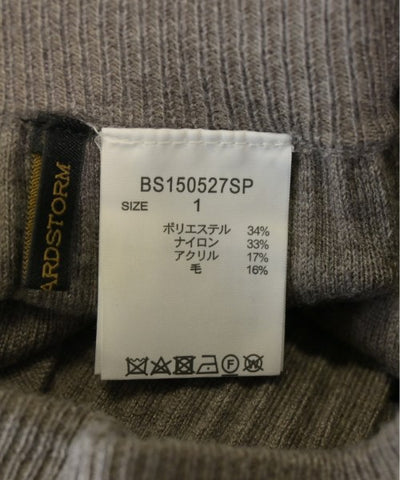 BS150527SP
SIZE 1
ポリエステル 34%
ナイロン 33%
アクリル 17%
毛 16%
F W
ARDSTORM